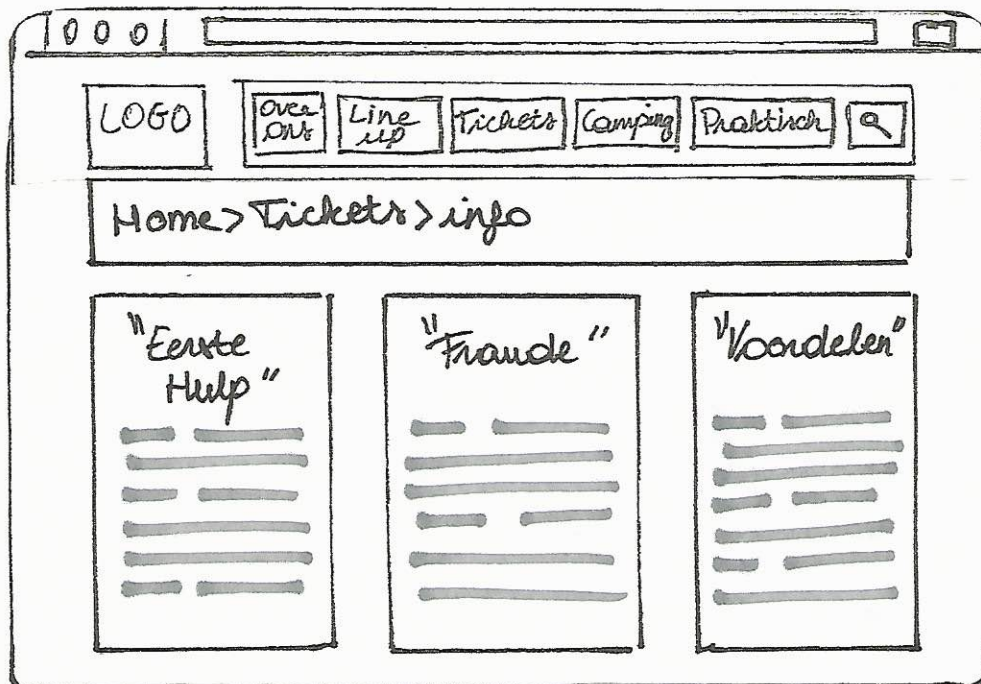 LOGO
Over ons
Line up
Tickets
Camping
Praktisch
Home > Tickets > info
"Eerste
Hulp"
"Fraude"
"Voordelen"